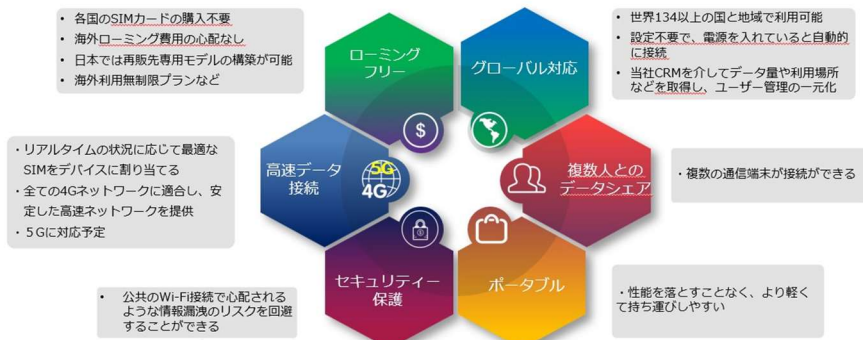 • 各国のSIMカードの購入不要
• 海外ローミング費用の心配なし
• 日本では再販先専用モデルの構築が可能
• 海外利用無制限プランなど
ローミング
フリー
$
グローバル対応
• 世界134以上の国と地域で利用可能
• 設定不要で、電源を入れていると自動的
に接続
• 当社CRMを介してデータ量や利用場所
などを取得し、ユーザー管理の一元化
・リアルタイムの状況に応じて最適な
SIMをデバイスに割り当てる
・全ての4Gネットワークに適合し、安
定した高速ネットワークを提供
・５Gに対応予定
高速データ
接続
5G
4G
複数人との
データシェア
・複数の通信端末が接続ができる
• 公共のWi-Fi接続で心配される
ような情報漏洩のリスクを回避
することができる
セキュリティー
保護
ポータブル
・性能を落とすことなく、より軽く
て持ち運びしやすい